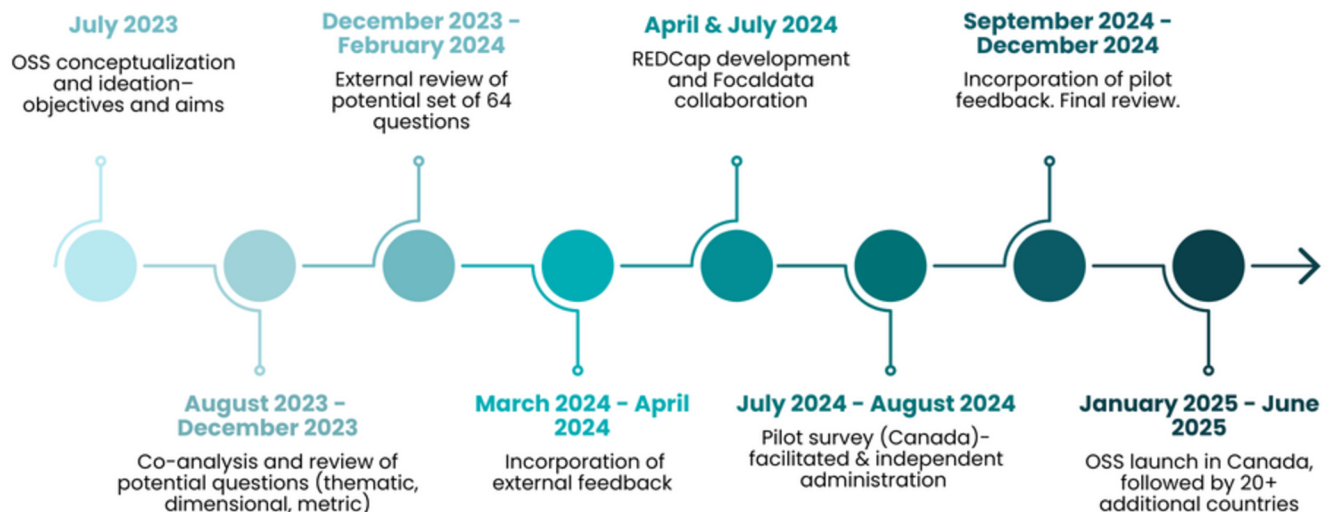 July 2023
OSS conceptualization
and ideation–
objectives and aims
August 2023 -
December 2023
Co-analysis and review of
potential questions (thematic,
dimensional, metric)
December 2023 -
February 2024
External review of
potential set of 64
questions
March 2024 - April
2024
Incorporation of
external feedback
April & July 2024
REDCap development
and Focaldata
collaboration
July 2024 - August 2024
Pilot survey (Canada)-
facilitated & independent
administration
September 2024 -
December 2024
Incorporation of pilot
feedback. Final review.
January 2025 - June
2025
OSS launch in Canada,
followed by 20+
additional countries